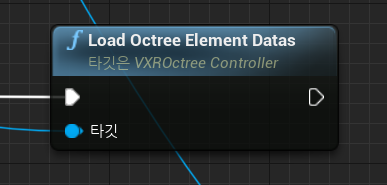 f Load Octree Element Datas
타깃은 VXROctree Controller
타깃